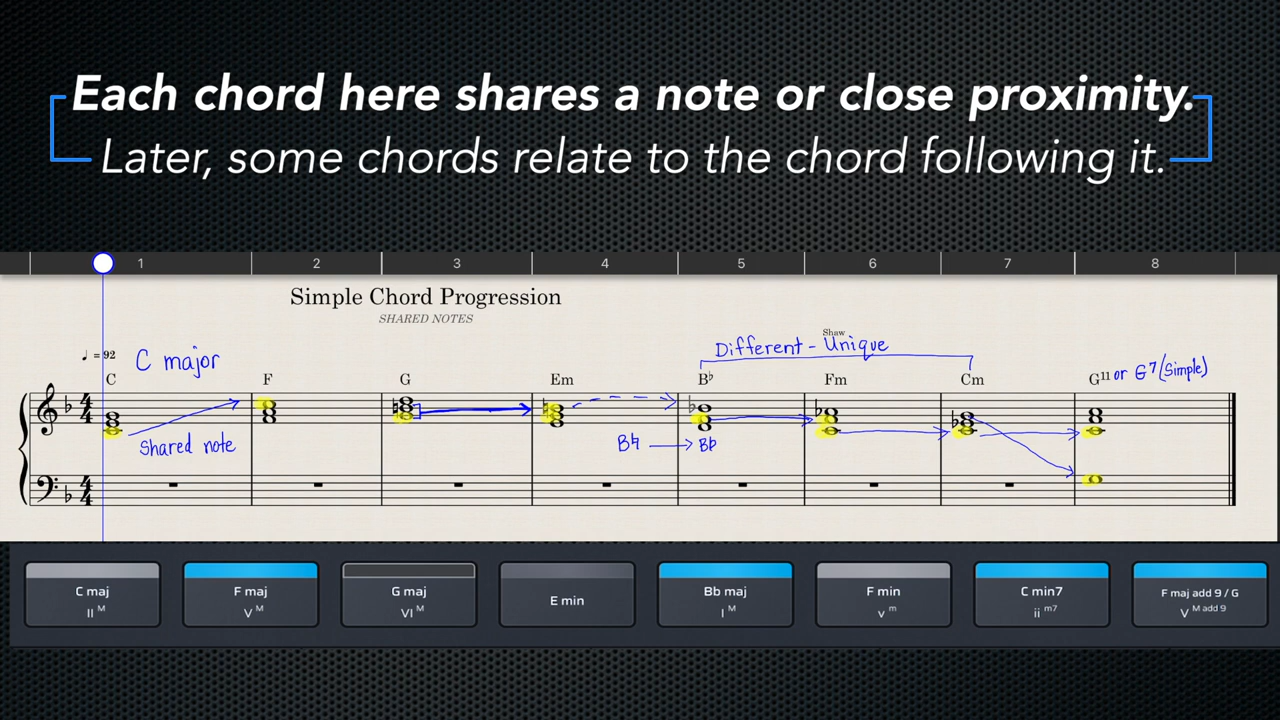 Each chord here shares a note or close proximity.
Later, some chords relate to the chord following it.
1 2 3 4 5 6 7 8
Simple Chord Progression
SHARED NOTES
Shaw
♩ = 92
C major
Different - Unique
C F G Em B♭ Fm Cm G11 or G7 (Simple)
Shared note
B♮ → B♭
C maj
II M
F maj
V M
G maj
VI M
E min
Bb maj
I M
F min
v m
C min7
ii m7
F maj add 9 / G
V M add 9